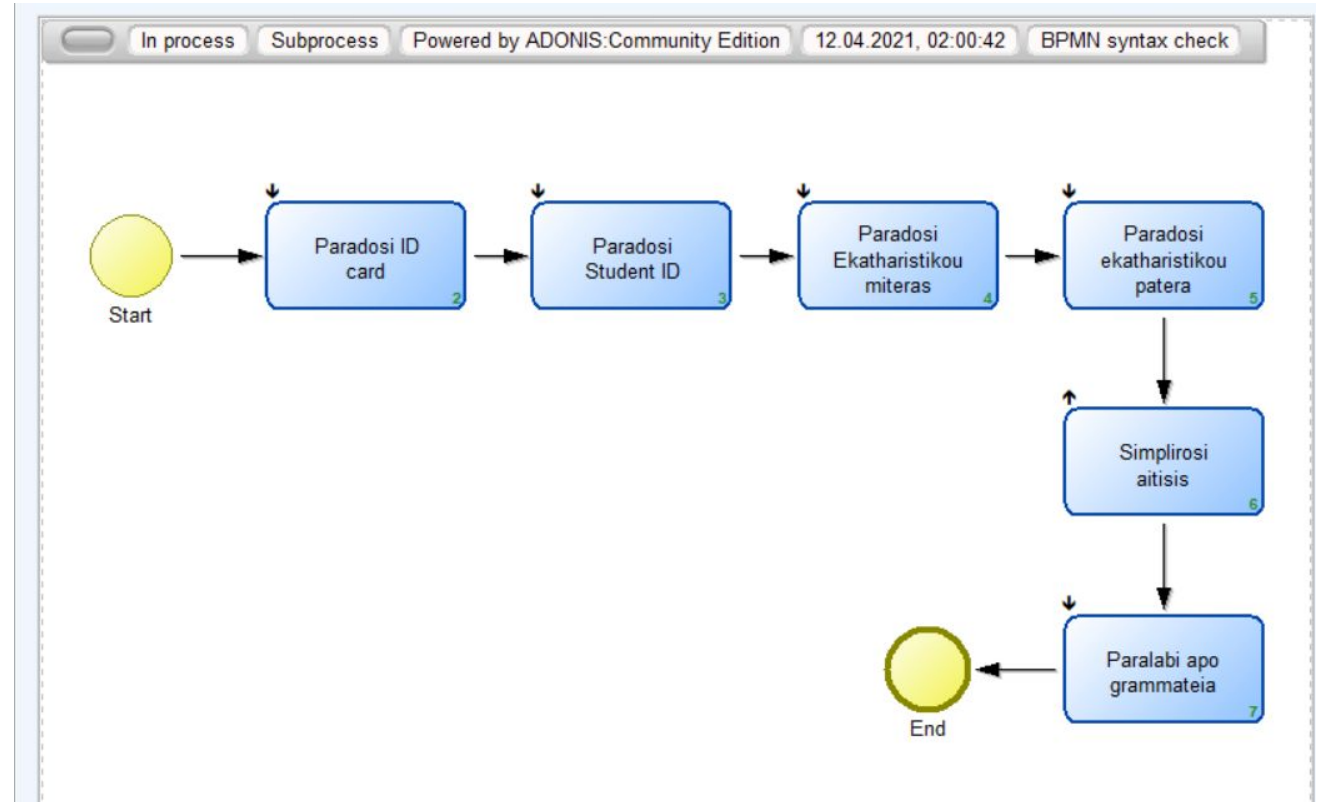 In process Subprocess Powered by ADONIS:Community Edition 12.04.2021, 02:00:42 BPMN syntax check
Start
Paradosi ID
card
2
Paradosi
Student ID
3
Paradosi
Ekatharistikou
miteras
4
Paradosi
ekatharistikou
patera
5
Simplirosi
aitisis
6
Paralabi apo
grammateia
7
End